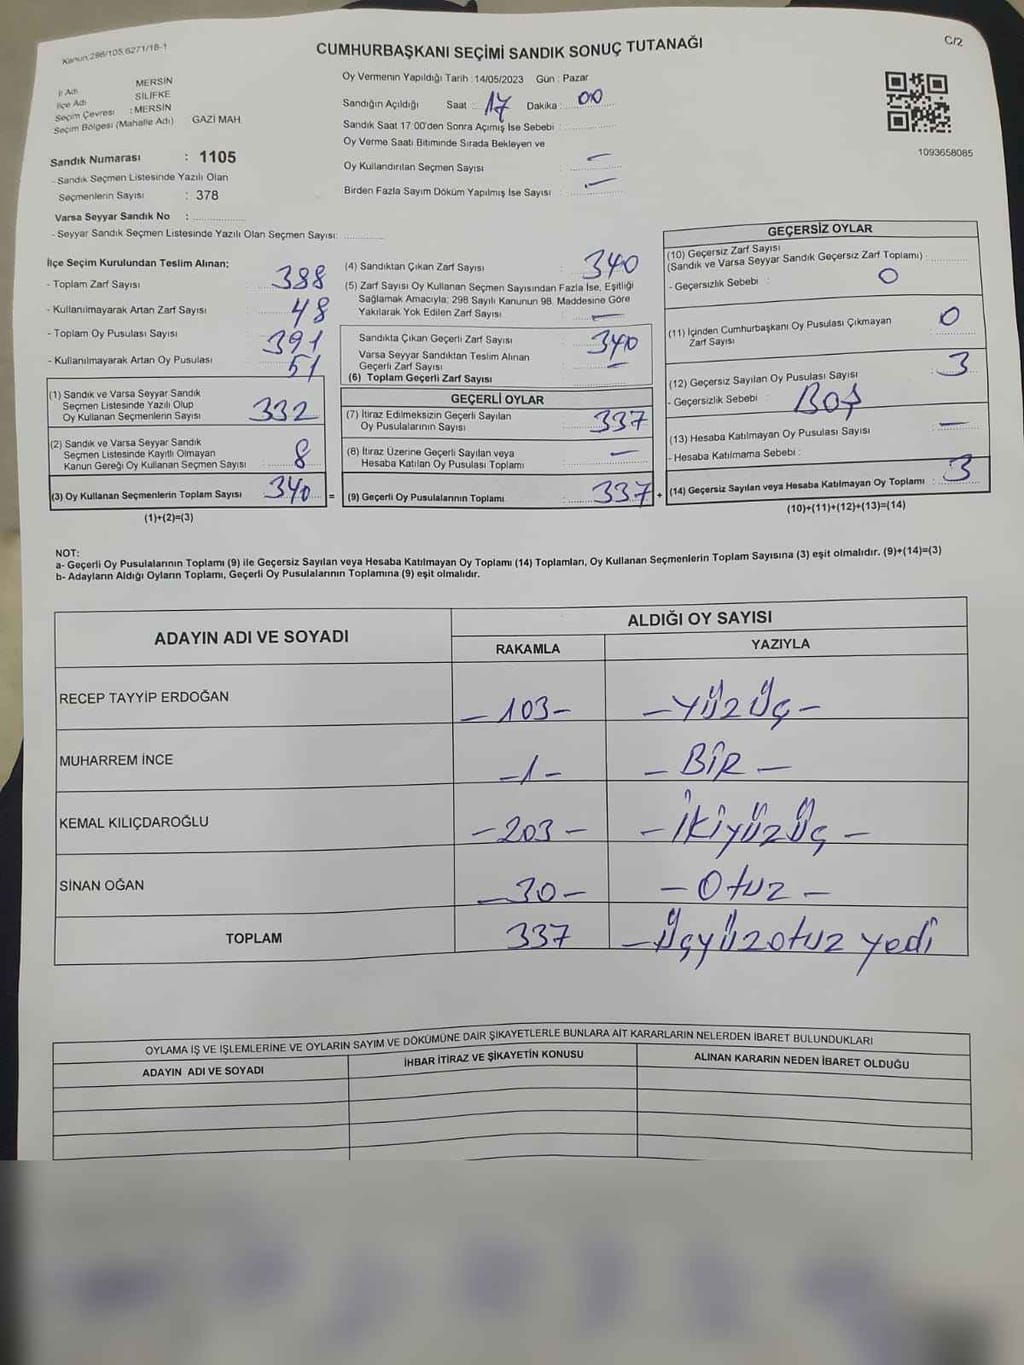 Kanun:298/105.6271/18-1
CUMHURBAŞKANI SEÇİMİ SANDIK SONUÇ TUTANAĞI
C/2
İl Adı MERSİN
İlçe Adı SİLİFKE
Seçim Çevresi : MERSİN
Seçim Bölgesi (Mahalle Adı) GAZİ MAH
Sandık Numarası : 1105
- Sandık Seçmen Listesinde Yazılı Olan
Seçmenlerin Sayısı : 378
Varsa Seyyar Sandık No :
- Seyyar Sandık Seçmen Listesinde Yazılı Olan Seçmen Sayısı:
Oy Vermenin Yapıldığı Tarih : 14/05/2023 Gün : Pazar
Sandığın Açıldığı Saat : 17 Dakika : 00
Sandık Saat 17:00'den Sonra Açılmış İse Sebebi :
Oy Verme Saati Bitiminde Sırada Bekleyen ve
Oy Kullandırılan Seçmen Sayısı : —
Birden Fazla Sayım Döküm Yapılmış İse Sayısı : —
1093658065
İlçe Seçim Kurulundan Teslim Alınan;
- Toplam Zarf Sayısı : 388
- Kullanılmayarak Artan Zarf Sayısı : 48
- Toplam Oy Pusulası Sayısı : 391
- Kullanılmayarak Artan Oy Pusulası : 51
(1) Sandık ve Varsa Seyyar Sandık
Seçmen Listesinde Yazılı Olup
Oy Kullanan Seçmenlerin Sayısı 332
(2) Sandık ve Varsa Seyyar Sandık
Seçmen Listesinde Kayıtlı Olmayan
Kanun Gereği Oy Kullanan Seçmen Sayısı 8
(3) Oy Kullanan Seçmenlerin Toplam Sayısı 340 =
(1)+(2)=(3)
(4) Sandıktan Çıkan Zarf Sayısı : 340
(5) Zarf Sayısı Oy Kullanan Seçmen Sayısından Fazla İse, Eşitliği
Sağlamak Amacıyla; 298 Sayılı Kanunun 98. Maddesine Göre
Yakılarak Yok Edilen Zarf Sayısı : —
Sandıkta Çıkan Geçerli Zarf Sayısı : 340
Varsa Seyyar Sandıktan Teslim Alınan
Geçerli Zarf Sayısı : —
(6) Toplam Geçerli Zarf Sayısı
GEÇERLİ OYLAR
(7) İtiraz Edilmeksizin Geçerli Sayılan
Oy Pusulalarının Sayısı : 337
(8) İtiraz Üzerine Geçerli Sayılan veya
Hesaba Katılan Oy Pusulası Toplamı : —
(9) Geçerli Oy Pusulalarının Toplamı : 337 +
GEÇERSİZ OYLAR
(10) Geçersiz Zarf Sayısı
(Sandık ve Varsa Seyyar Sandık Geçersiz Zarf Toplamı) :
- Geçersizlik Sebebi : 0
(11) İçinden Cumhurbaşkanı Oy Pusulası Çıkmayan
Zarf Sayısı : 0
(12) Geçersiz Sayılan Oy Pusulası Sayısı : 3
- Geçersizlik Sebebi : BOŞ
(13) Hesaba Katılmayan Oy Pusulası Sayısı : —
- Hesaba Katılmama Sebebi :
(14) Geçersiz Sayılan veya Hesaba Katılmayan Oy Toplamı : 3
(10)+(11)+(12)+(13)=(14)
NOT:
a- Geçerli Oy Pusulalarının Toplamı (9) ile Geçersiz Sayılan veya Hesaba Katılmayan Oy Toplamı (14) Toplamları, Oy Kullanan Seçmenlerin Toplam Sayısına (3) eşit olmalıdır. (9)+(14)=(3)
b- Adayların Aldığı Oyların Toplamı, Geçerli Oy Pusulalarının Toplamına (9) eşit olmalıdır.
ADAYIN ADI VE SOYADI ALDIĞI OY SAYISI
RAKAMLA YAZIYLA
RECEP TAYYİP ERDOĞAN – 103 – – YÜZÜÇ –
MUHARREM İNCE – 1 – – BİR –
KEMAL KILIÇDAROĞLU – 203 – – İKİYÜZÜÇ –
SİNAN OĞAN – 30 – – Otuz –
TOPLAM 337 – Üçyüzotuz yedi
OYLAMA İŞ VE İŞLEMLERİNE VE OYLARIN SAYIM VE DÖKÜMÜNE DAİR ŞİKAYETLERLE BUNLARA AİT KARARLARIN NELERDEN İBARET BULUNDUKLARI
ADAYIN ADI VE SOYADI İHBAR İTİRAZ VE ŞİKAYETİN KONUSU ALINAN KARARIN NEDEN İBARET OLDUĞU